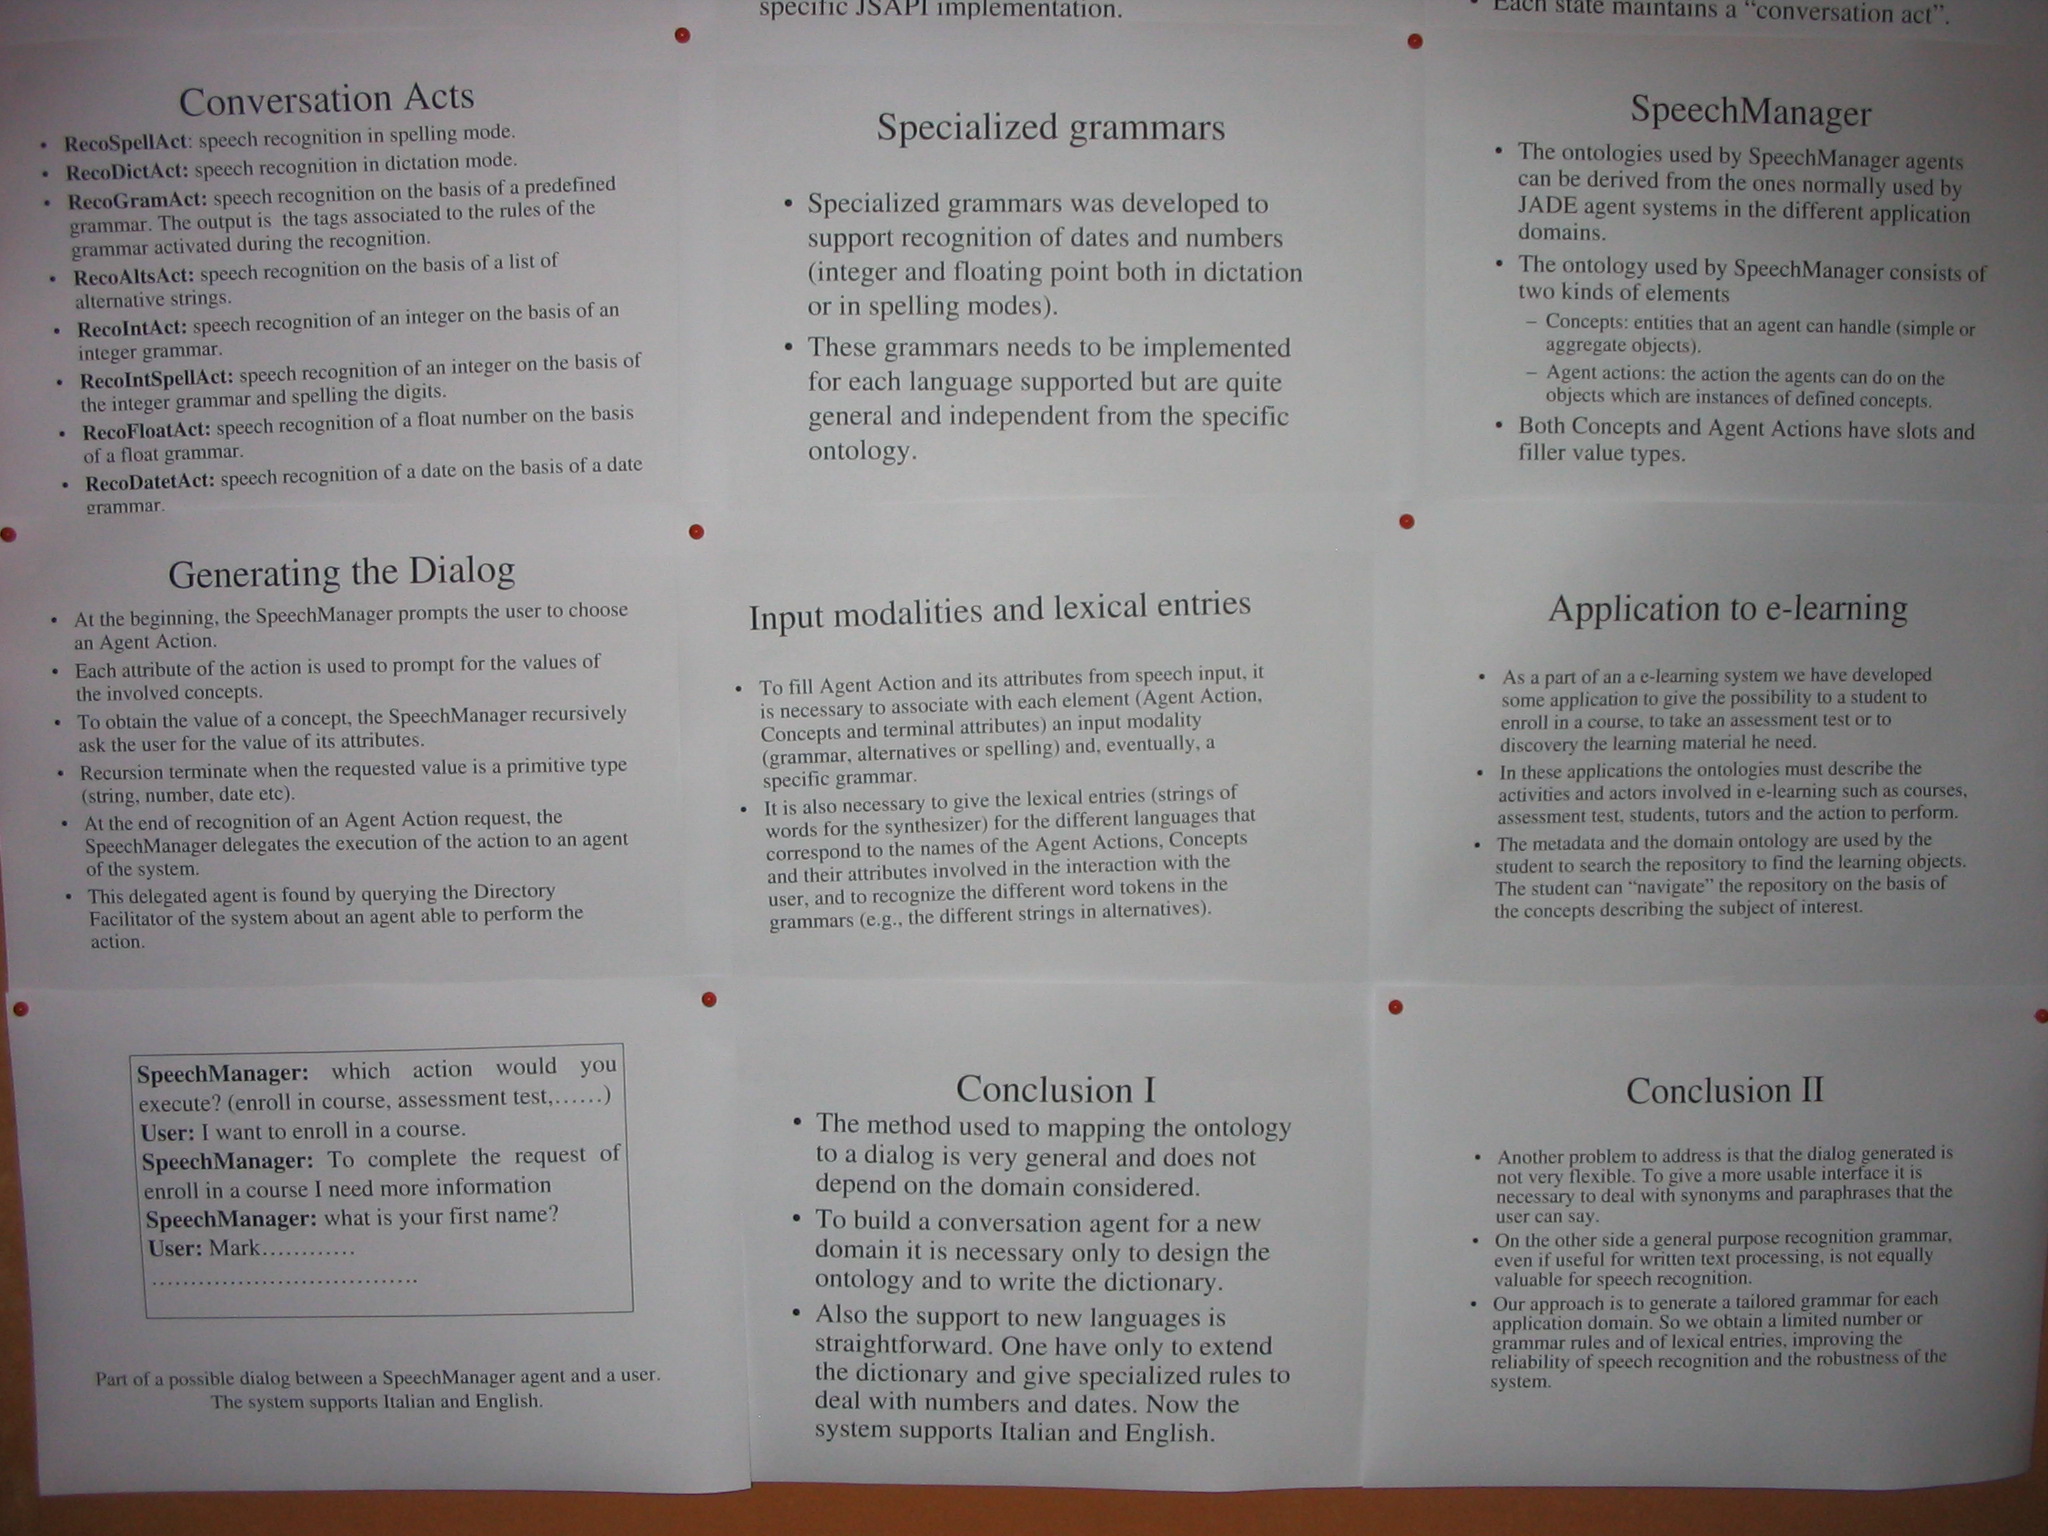 specific JSAPI implementation.
• Each state maintains a “conversation act”.
Conversation Acts
• RecoSpellAct: speech recognition in spelling mode.
• RecoDictAct: speech recognition in dictation mode.
• RecoGramAct: speech recognition on the basis of a predefined
grammar. The output is the tags associated to the rules of the
grammar activated during the recognition.
• RecoAltsAct: speech recognition on the basis of a list of
alternative strings.
• RecoIntAct: speech recognition of an integer on the basis of an
integer grammar.
• RecoIntSpellAct: speech recognition of an integer on the basis of
the integer grammar and spelling the digits.
• RecoFloatAct: speech recognition of a float number on the basis
of a float grammar.
• RecoDatetAct: speech recognition of a date on the basis of a date
grammar.
Specialized grammars
• Specialized grammars was developed to
support recognition of dates and numbers
(integer and floating point both in dictation
or in spelling modes).
• These grammars needs to be implemented
for each language supported but are quite
general and independent from the specific
ontology.
SpeechManager
• The ontologies used by SpeechManager agents
can be derived from the ones normally used by
JADE agent systems in the different application
domains.
• The ontology used by SpeechManager consists of
two kinds of elements
– Concepts: entities that an agent can handle (simple or
aggregate objects).
– Agent actions: the action the agents can do on the
objects which are instances of defined concepts.
• Both Concepts and Agent Actions have slots and
filler value types.
Generating the Dialog
• At the beginning, the SpeechManager prompts the user to choose
an Agent Action.
• Each attribute of the action is used to prompt for the values of
the involved concepts.
• To obtain the value of a concept, the SpeechManager recursively
ask the user for the value of its attributes.
• Recursion terminate when the requested value is a primitive type
(string, number, date etc).
• At the end of recognition of an Agent Action request, the
SpeechManager delegates the execution of the action to an agent
of the system.
• This delegated agent is found by querying the Directory
Facilitator of the system about an agent able to perform the
action.
Input modalities and lexical entries
• To fill Agent Action and its attributes from speech input, it
is necessary to associate with each element (Agent Action,
Concepts and terminal attributes) an input modality
(grammar, alternatives or spelling) and, eventually, a
specific grammar.
• It is also necessary to give the lexical entries (strings of
words for the synthesizer) for the different languages that
correspond to the names of the Agent Actions, Concepts
and their attributes involved in the interaction with the
user, and to recognize the different word tokens in the
grammars (e.g., the different strings in alternatives).
Application to e-learning
• As a part of an a e-learning system we have developed
some application to give the possibility to a student to
enroll in a course, to take an assessment test or to
discovery the learning material he need.
• In these applications the ontologies must describe the
activities and actors involved in e-learning such as courses,
assessment test, students, tutors and the action to perform.
• The metadata and the domain ontology are used by the
student to search the repository to find the learning objects.
The student can “navigate” the repository on the basis of
the concepts describing the subject of interest.
SpeechManager: which action would you
execute? (enroll in course, assessment test,……)
User: I want to enroll in a course.
SpeechManager: To complete the request of
enroll in a course I need more information
SpeechManager: what is your first name?
User: Mark…………
……………………………
Part of a possible dialog between a SpeechManager agent and a user.
The system supports Italian and English.
Conclusion I
• The method used to mapping the ontology
to a dialog is very general and does not
depend on the domain considered.
• To build a conversation agent for a new
domain it is necessary only to design the
ontology and to write the dictionary.
• Also the support to new languages is
straightforward. One have only to extend
the dictionary and give specialized rules to
deal with numbers and dates. Now the
system supports Italian and English.
Conclusion II
• Another problem to address is that the dialog generated is
not very flexible. To give a more usable interface it is
necessary to deal with synonyms and paraphrases that the
user can say.
• On the other side a general purpose recognition grammar,
even if useful for written text processing, is not equally
valuable for speech recognition.
• Our approach is to generate a tailored grammar for each
application domain. So we obtain a limited number or
grammar rules and of lexical entries, improving the
reliability of speech recognition and the robustness of the
system.